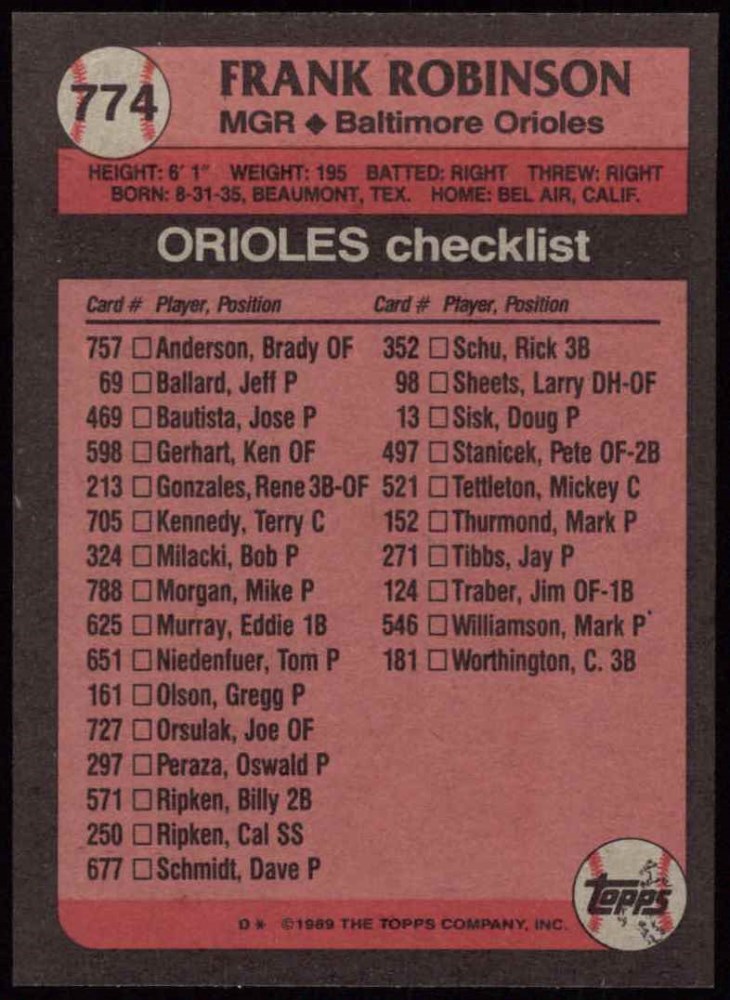 774
FRANK ROBINSON
MGR ◆ Baltimore Orioles
HEIGHT: 6' 1" WEIGHT: 195 BATTED: RIGHT THREW: RIGHT
BORN: 8-31-35, BEAUMONT, TEX. HOME: BEL AIR, CALIF.
ORIOLES checklist
Card # Player, Position
757 □ Anderson, Brady OF
69 □ Ballard, Jeff P
469 □ Bautista, Jose P
598 □ Gerhart, Ken OF
213 □ Gonzales, Rene 3B-OF
705 □ Kennedy, Terry C
324 □ Milacki, Bob P
788 □ Morgan, Mike P
625 □ Murray, Eddie 1B
651 □ Niedenfuer, Tom P
161 □ Olson, Gregg P
727 □ Orsulak, Joe OF
297 □ Peraza, Oswald P
571 □ Ripken, Billy 2B
250 □ Ripken, Cal SS
677 □ Schmidt, Dave P
Card # Player, Position
352 □ Schu, Rick 3B
98 □ Sheets, Larry DH-OF
13 □ Sisk, Doug P
497 □ Stanicek, Pete OF-2B
521 □ Tettleton, Mickey C
152 □ Thurmond, Mark P
271 □ Tibbs, Jay P
124 □ Traber, Jim OF-1B
546 □ Williamson, Mark P
181 □ Worthington, C. 3B
D* ©1989 THE TOPPS COMPANY, INC.
topps